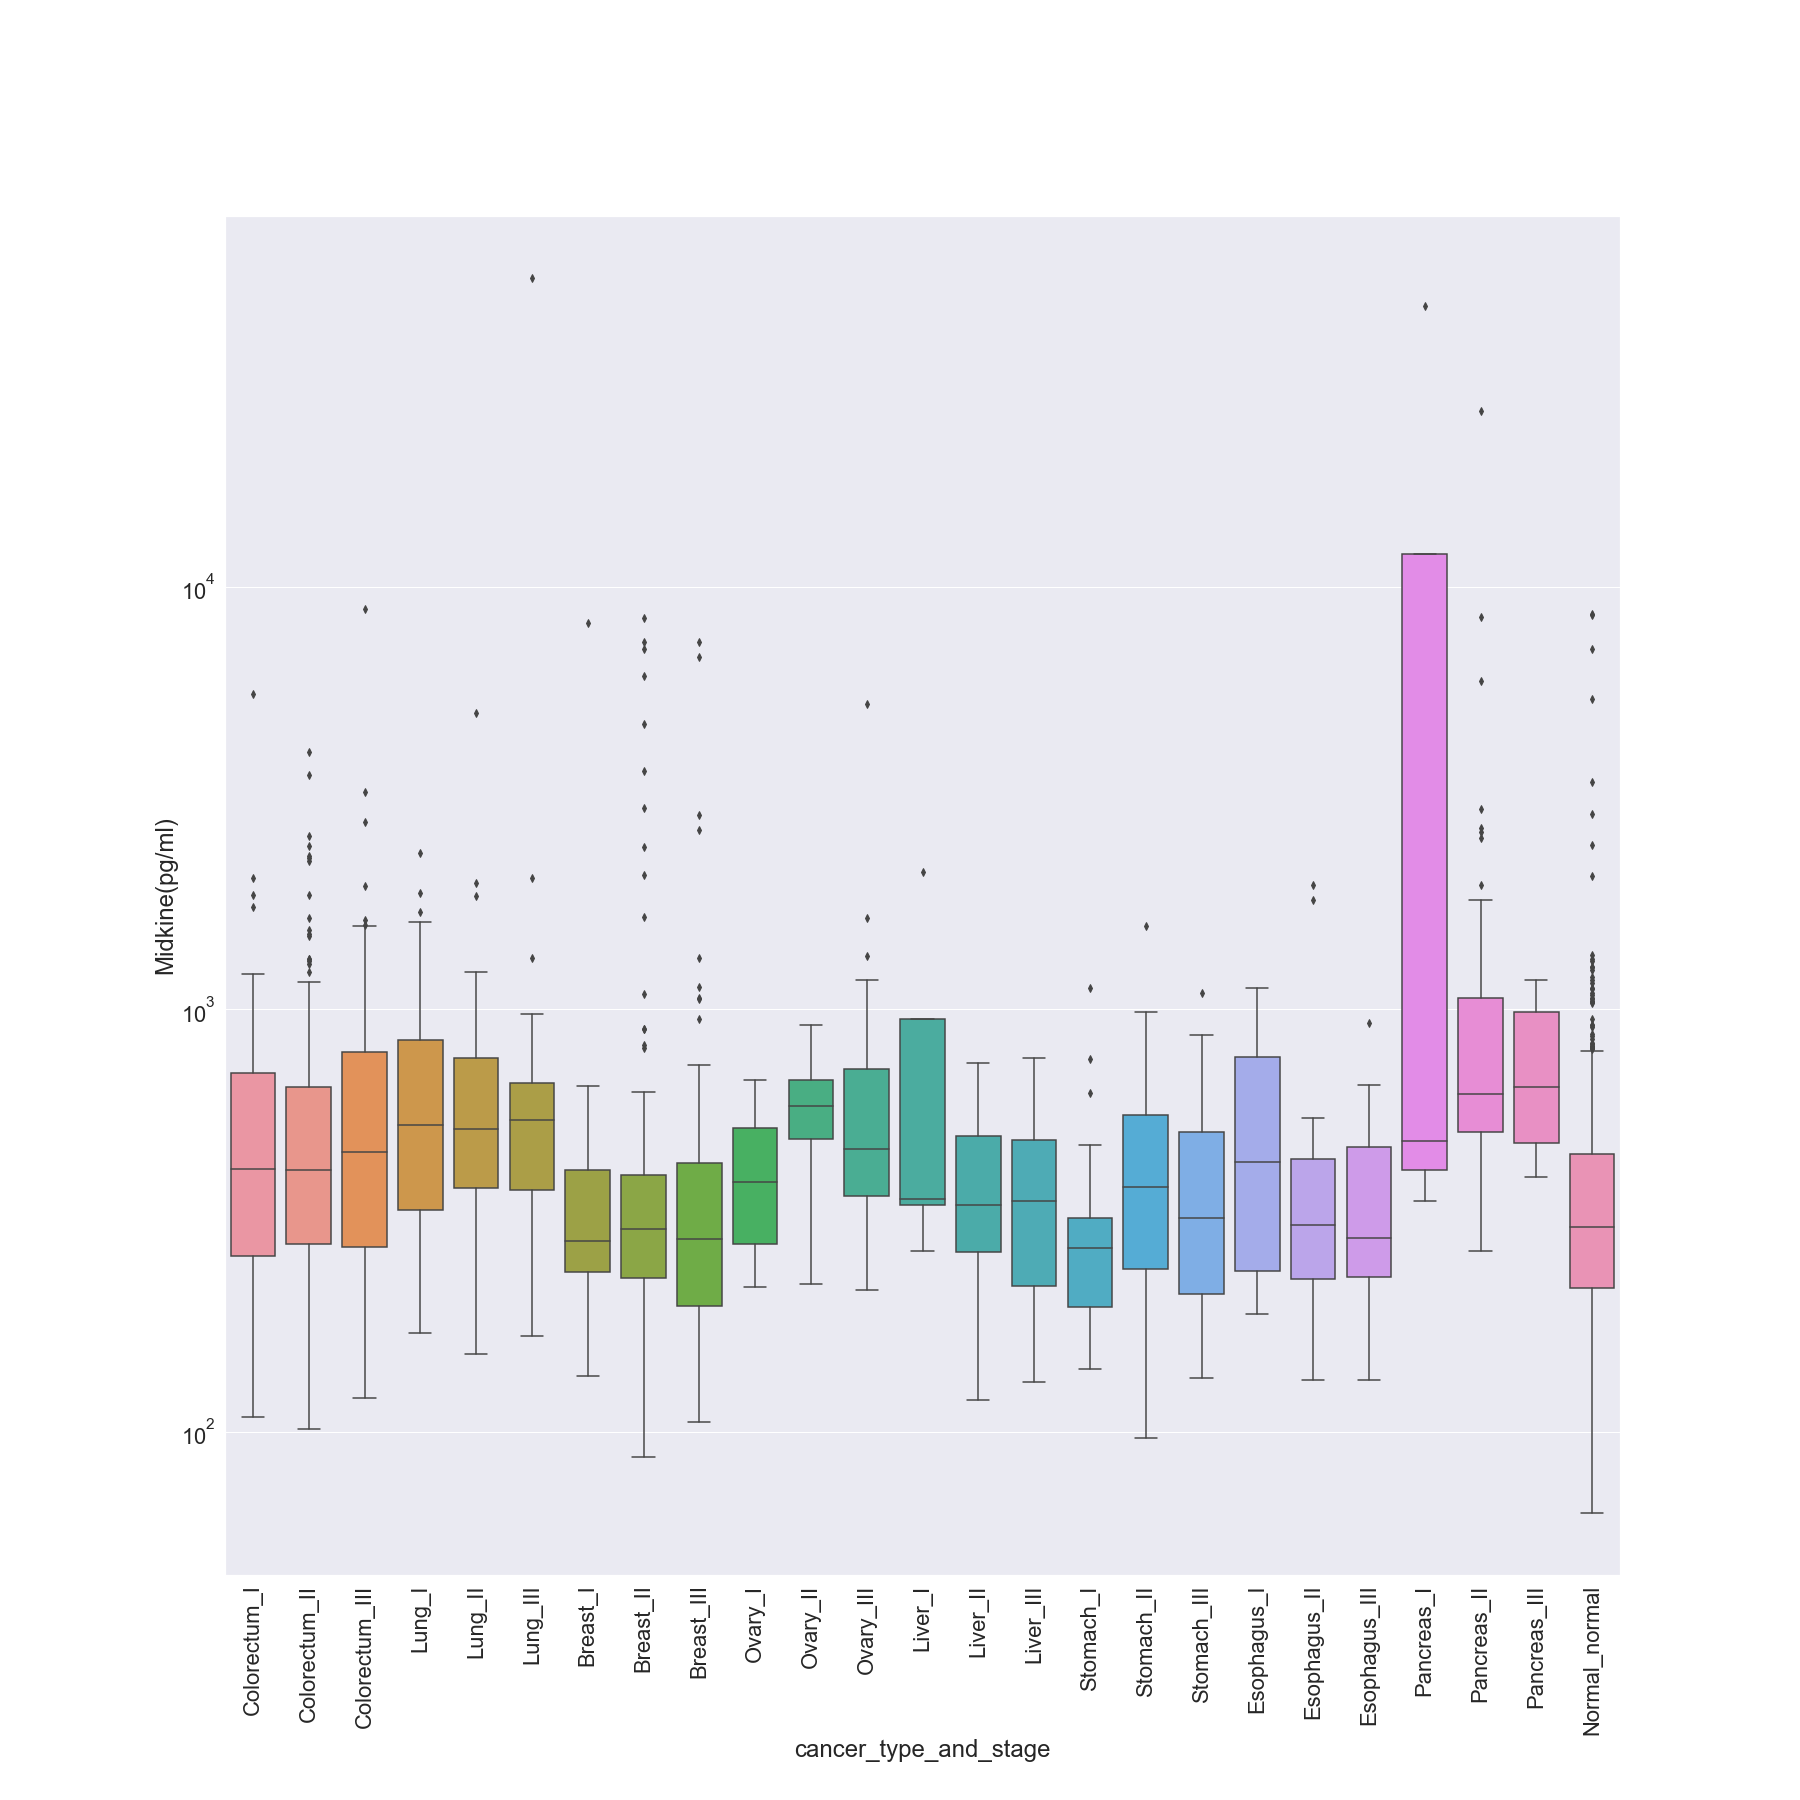 Midkine(pg/ml)
10^4
10^3
10^2
Colorectum_I
Colorectum_II
Colorectum_III
Lung_I
Lung_II
Lung_III
Breast_I
Breast_II
Breast_III
Ovary_I
Ovary_II
Ovary_III
Liver_I
Liver_II
Liver_III
Stomach_I
Stomach_II
Stomach_III
Esophagus_I
Esophagus_II
Esophagus_III
Pancreas_I
Pancreas_II
Pancreas_III
Normal_normal
cancer_type_and_stage